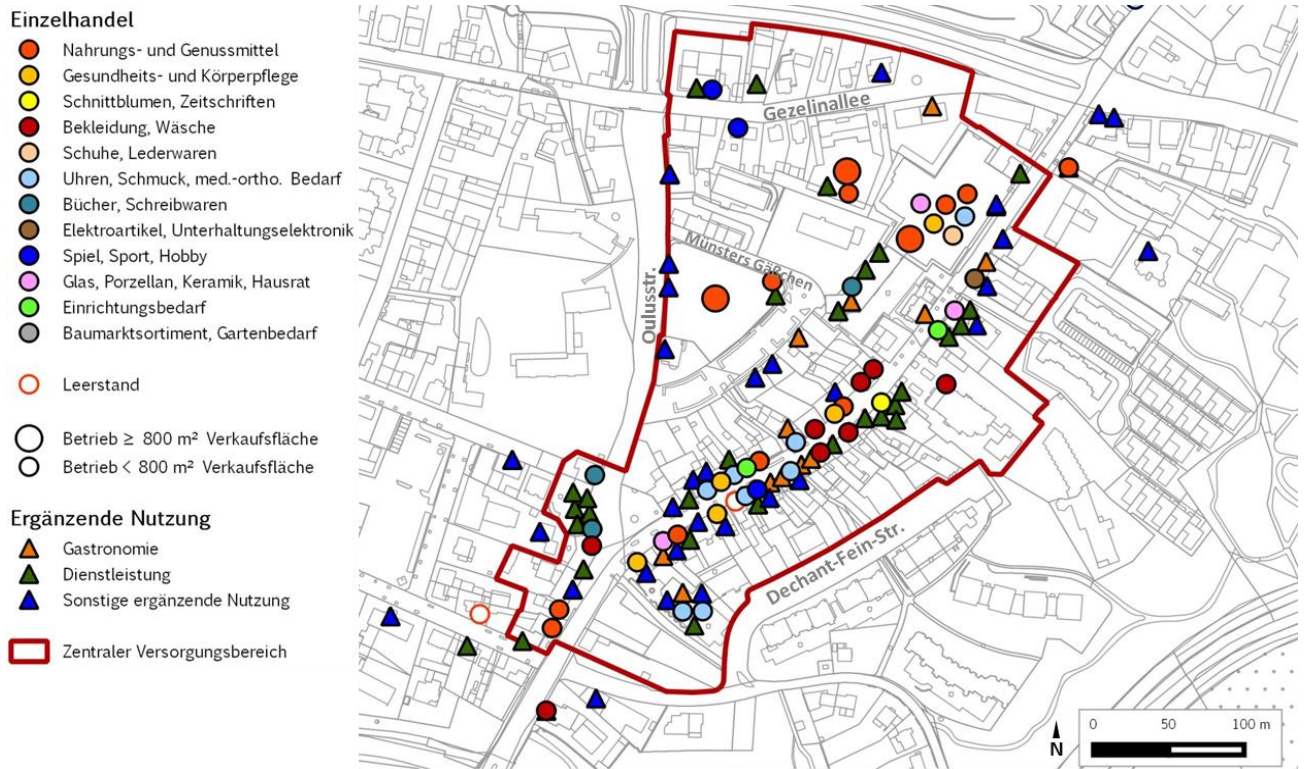 Einzelhandel
Nahrungs- und Genussmittel
Gesundheits- und Körperpflege
Schnittblumen, Zeitschriften
Bekleidung, Wäsche
Schuhe, Lederwaren
Uhren, Schmuck, med.-ortho. Bedarf
Bücher, Schreibwaren
Elektroartikel, Unterhaltungselektronik
Spiel, Sport, Hobby
Glas, Porzellan, Keramik, Hausrat
Einrichtungsbedarf
Baumarktsortiment, Gartenbedarf
Leerstand
Betrieb ≥ 800 m² Verkaufsfläche
Betrieb < 800 m² Verkaufsfläche
Ergänzende Nutzung
Gastronomie
Dienstleistung
Sonstige ergänzende Nutzung
Zentraler Versorgungsbereich
Gezelinallee
Münsters Gäßchen
Oulusstr.
Dechant-Fein-Str.
N
0 50 100 m